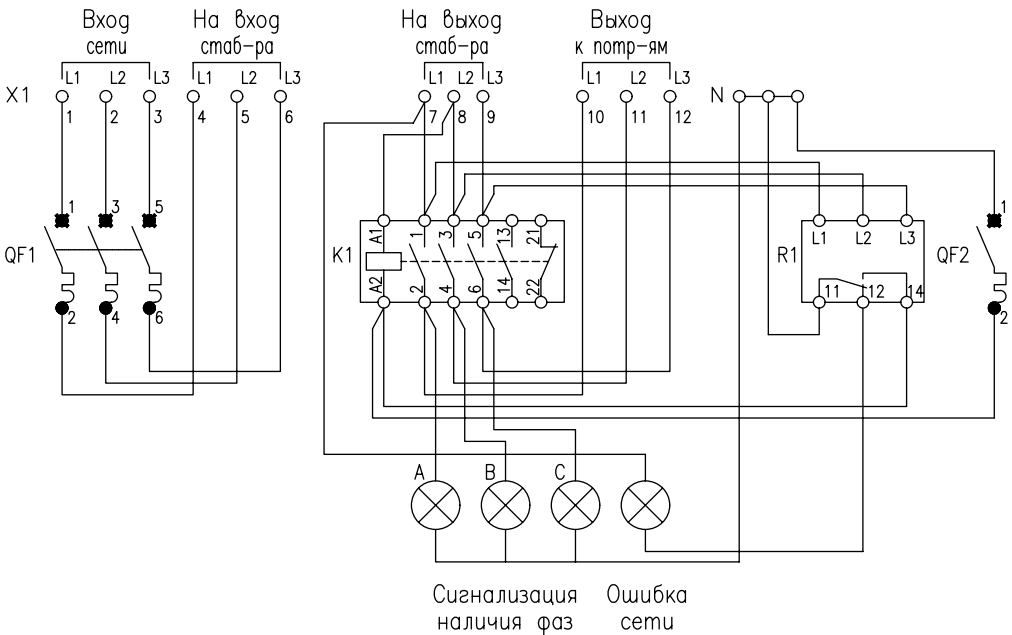 Вход На вход На выход Выход
сети стаб-ра стаб-ра к потр-ям
L1 L2 L3 L1 L2 L3 L1 L2 L3 L1 L2 L3
X1 N
1 2 3 4 5 6 7 8 9 10 11 12
1 3 5 1
A1 1 3 5 13 21 L1 L2 L3
QF1 K1 R1 QF2
A2 2 4 6 14 22 11 12 14
2 4 6 2
A B C
Сигнализация Ошибка
наличия фаз сети